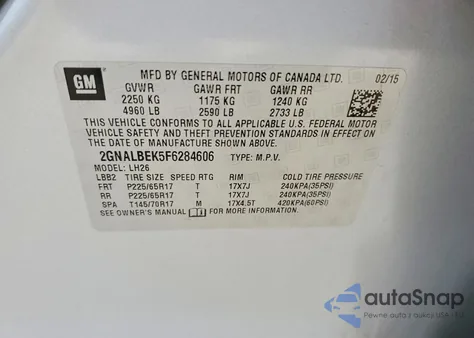 GM
MFD BY GENERAL MOTORS OF CANADA LTD. 02/15
GVWR GAWR FRT GAWR RR
2250 KG 1175 KG 1240 KG
4960 LB 2590 LB 2733 LB
THIS VEHICLE CONFORMS TO ALL APPLICABLE U.S. FEDERAL MOTOR
VEHICLE SAFETY AND THEFT PREVENTION STANDARDS IN EFFECT ON
THE DATE OF MANUFACTURE SHOWN ABOVE.
2GNALBEK5F6284606 TYPE: M.P.V.
MODEL: LH26
LBB2 TIRE SIZE SPEED RTG RIM COLD TIRE PRESSURE
FRT P225/65R17 T 17X7J 240KPA(35PSI)
RR P225/65R17 T 17X7J 240KPA(35PSI)
SPA T145/70R17 M 17X4.5T 420KPA(60PSI)
SEE OWNER'S MANUAL FOR MORE INFORMATION.
autoSnap
Pewne auto z aukcji USA